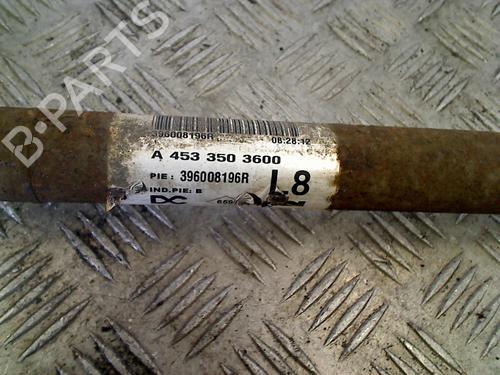 B-PARTS
396008196R 08:28:12
A 453 350 3600
PIE : 396008196R L8
IND.PIE: B
DC